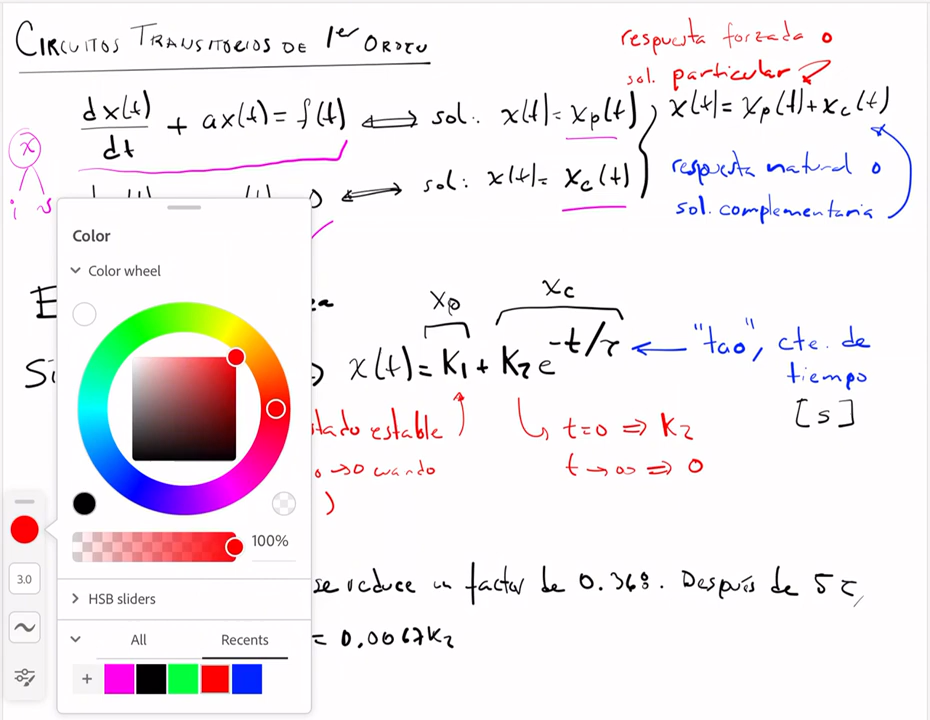 CIRCUITOS TRANSITORIOS DE 1er ORDEN
respuesta forzada o
sol. particular
dx(t)/dt + ax(t) = f(t) ⟺ sol: x(t) = xp(t)
x(t) = xp(t) + xc(t)
x
i
⟺ sol: x(t) = xc(t)
respuesta natural o
sol. complementaria
Color
Color wheel
xp
xc
x(t) = K1 + K2 e -t/τ
"tao", cte. de
tiempo
[s]
estable
t=0 ⇒ K2
→0 cuando
t→∞ ⇒ 0
)
3.0
100%
HSB sliders
se reduce un factor de 0.368. Después de 5τ,
All
Recents
= 0.0067K2
+